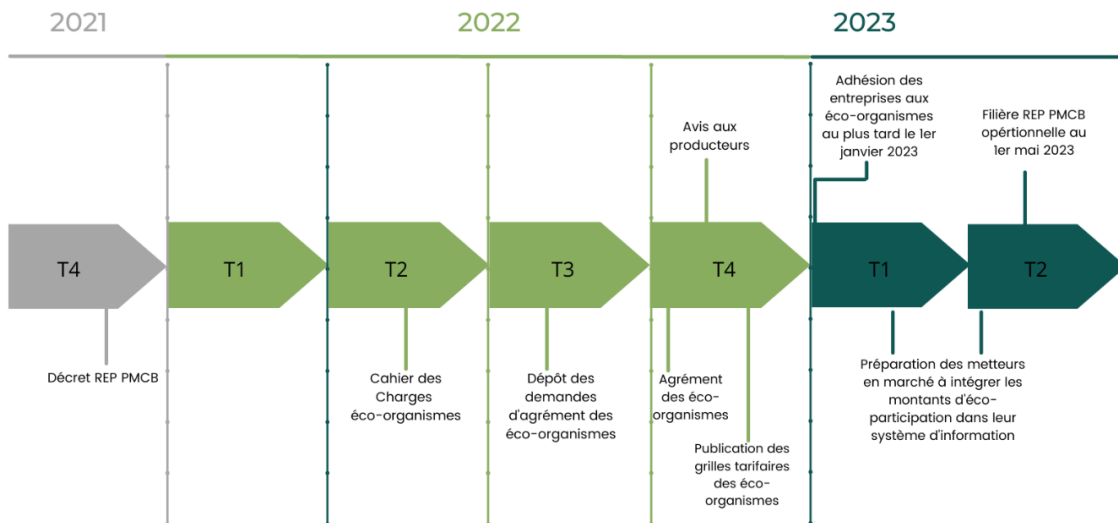 2021
2022
2023
Adhésion des
entreprises aux
éco-organismes
au plus tard le 1er
janvier 2023
Filière REP PMCB
opértionnelle au
1er mai 2023
Avis aux
producteurs
T4
T1
T2
T3
T4
T1
T2
Décret REP PMCB
Cahier des
Charges
éco-organismes
Dépôt des
demandes
d'agrément des
éco-organismes
Agrément
des éco-
organismes
Publication des
grilles tarifaires
des éco-
organismes
Préparation des metteurs
en marché à intégrer les
montants d'éco-
participation dans leur
système d'information